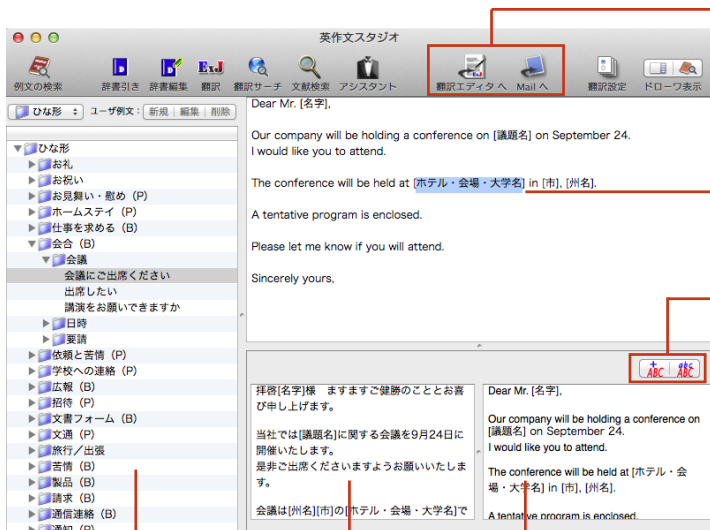 英作文スタジオ
例文の検索 辞書引き 辞書編集 翻訳 翻訳サーチ 文献検索 アシスタント 翻訳エディタ へ Mail へ 翻訳設定 ドローワ表示
ひな形 ユーザ例文： 新規 編集 削除
ひな形
お礼
お祝い
お見舞い・慰め (P)
ホームステイ (P)
仕事を求める (B)
会合 (B)
会議
会議にご出席ください
出席したい
講演をお願いできますか
日時
要請
依頼と苦情 (P)
学校への連絡 (P)
広報 (B)
招待 (P)
文書フォーム (B)
文通 (P)
旅行／出張
苦情 (B)
製品 (B)
請求 (B)
通信連絡 (B)
通知 (P)
Dear Mr. [名字],
Our company will be holding a conference on [議題名] on September 24.
I would like you to attend.
The conference will be held at [ホテル・会場・大学名] in [市], [州名].
A tentative program is enclosed.
Please let me know if you will attend.
Sincerely yours,
+ ABC abc ABC
拝啓[名字]様　ますますご健勝のこととお喜
び申し上げます。
当社では[議題名]に関する会議を9月24日に
開催いたします。
是非ご出席くださいますようお願いいたしま
す。
会議は[州名][市]の[ホテル・会場・大学名]で
Dear Mr. [名字],
Our company will be holding a conference on
[議題名] on September 24.
I would like you to attend.
The conference will be held at [ホテル・会
場・大学名] in [市], [州名].
A tentative program is enclosed.